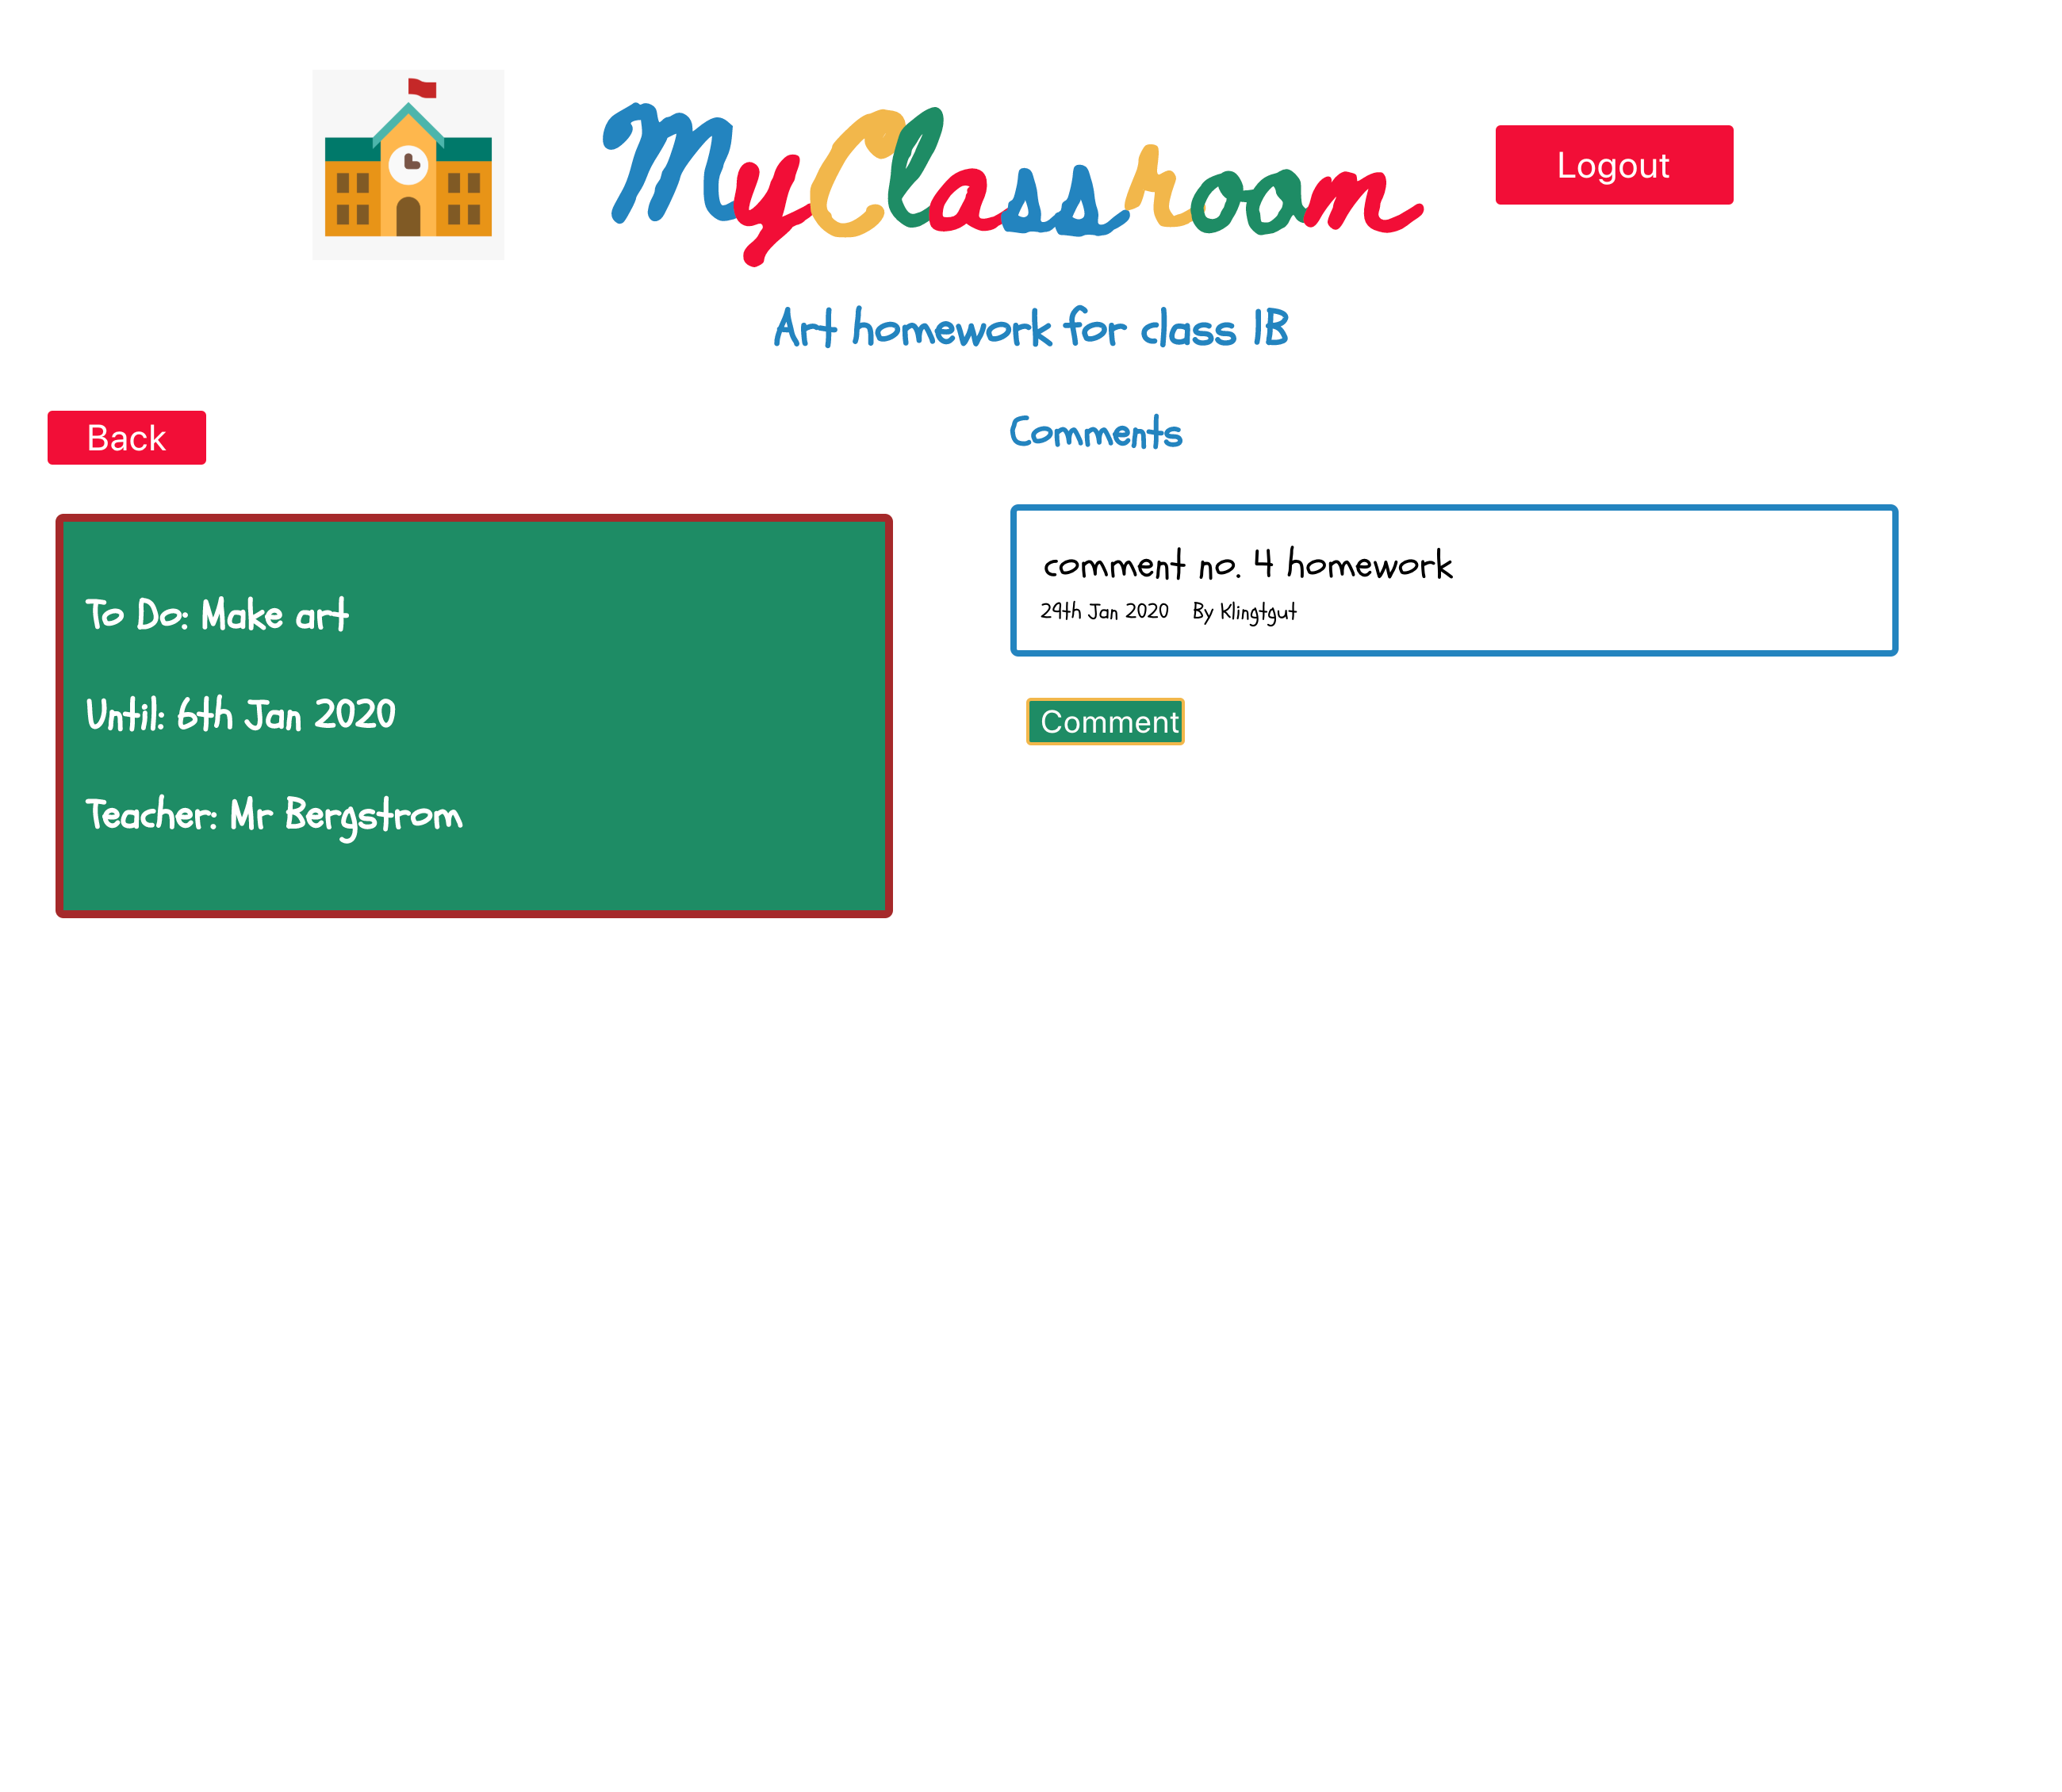 MyClassroom
Logout
Art homework for class 1B
Back
To Do: Make art
Until: 6th Jan 2020
Teacher: Mr Bergstrom
Comments
comment no. 4 homework
29th Jan 2020 By Klingtgut
Comment